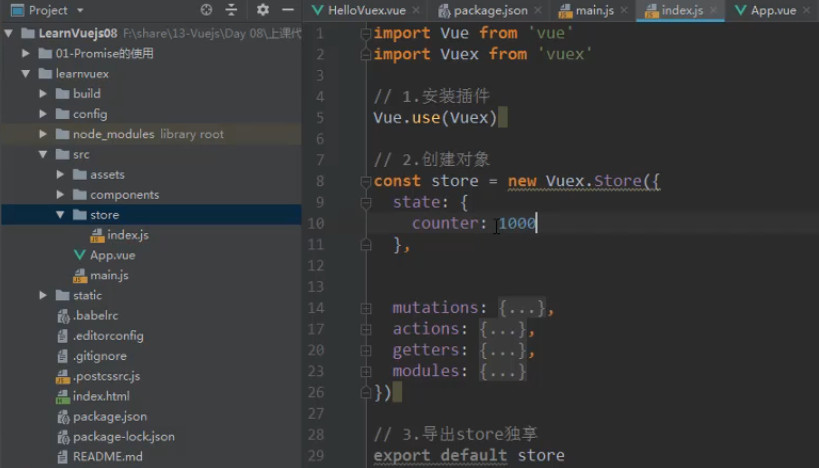 Project
HelloVuex.vue
package.json
main.js
index.js
App.vue
LearnVuejs08 F:\share\13-Vuejs\Day 08\上课代
01-Promise的使用
learnvuex
build
config
node_modules library root
src
assets
components
store
index.js
App.vue
main.js
static
.babelrc
.editorconfig
.gitignore
.postcssrc.js
index.html
package.json
package-lock.json
README.md
1 import Vue from 'vue'
2 import Vuex from 'vuex'
3
4 // 1.安装插件
5 Vue.use(Vuex)
6
7 // 2.创建对象
8 const store = new Vuex.Store({
9 state: {
10 counter: 1000
11 },
12
13
14 mutations: {...},
17 actions: {...},
20 getters: {...},
23 modules: {...}
26 })
27
28 // 3.导出store独享
29 export default store